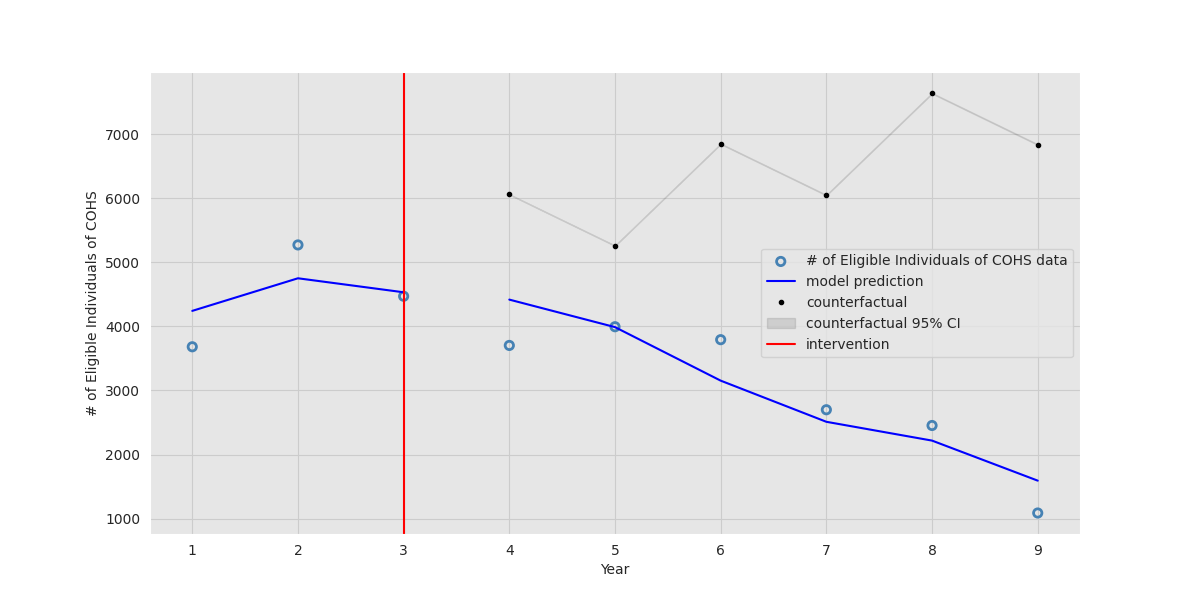 # of Eligible Individuals of COHS
7000
6000
5000
4000
3000
2000
1000
# of Eligible Individuals of COHS data
model prediction
counterfactual
counterfactual 95% CI
intervention
1 2 3 4 5 6 7 8 9
Year